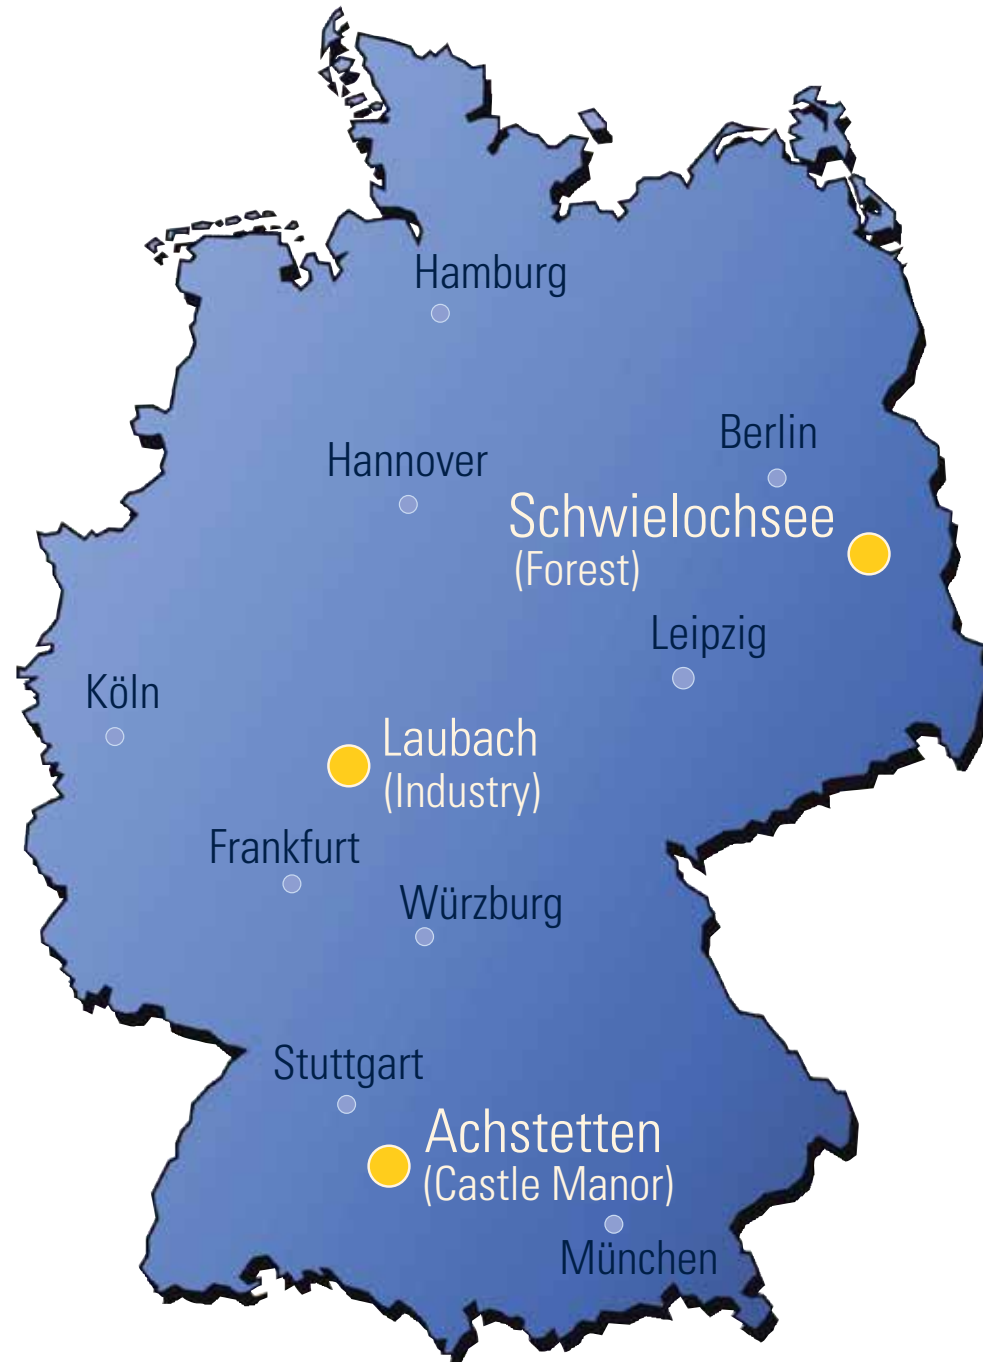 Hamburg
Berlin
Hannover
Schwielochsee
(Forest)
Leipzig
Köln
Laubach
(Industry)
Frankfurt
Würzburg
Stuttgart
Achstetten
(Castle Manor)
München